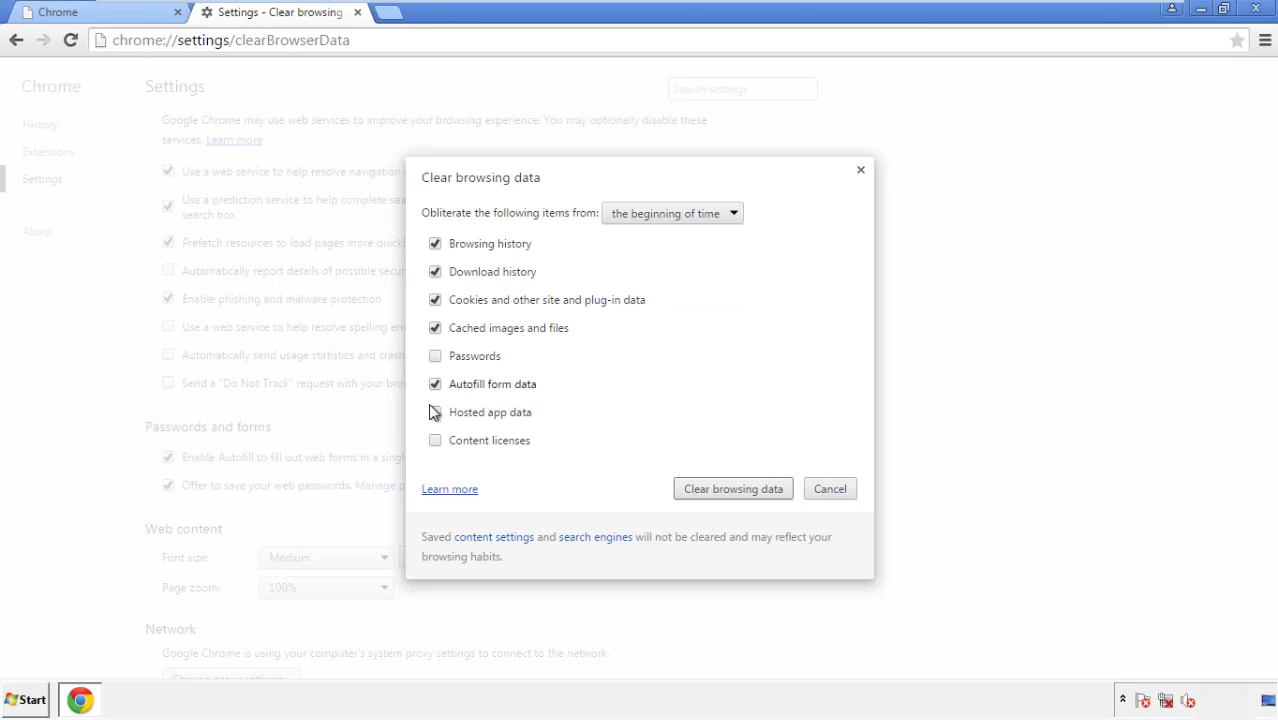 Chrome
Settings - Clear browsing
chrome://settings/clearBrowserData
Chrome
Settings
Search settings
History
Extensions
Settings
About
Google Chrome may use web services to improve your browsing experience. You may optionally disable these
services. Learn more
Use a web service to help resolve navigation
Use a prediction service to help complete
search box
Prefetch resources to load pages more
Automatically report details of possible
Enable phishing and malware protection
Use a web service to help resolve spelling
Automatically send usage statistics and
Send a "Do Not Track" request with your
Passwords and forms
Enable Autofill to fill out web forms in a
Offer to save your web passwords. Manage
Web content
Font size: Medium
Page zoom: 100%
Network
Google Chrome is using your computer's system proxy settings to connect to the network.
Clear browsing data
Obliterate the following items from: the beginning of time
Browsing history
Download history
Cookies and other site and plug-in data
Cached images and files
Passwords
Autofill form data
Hosted app data
Content licenses
Learn more
Clear browsing data
Cancel
Saved content settings and search engines will not be cleared and may reflect your
browsing habits.
Start